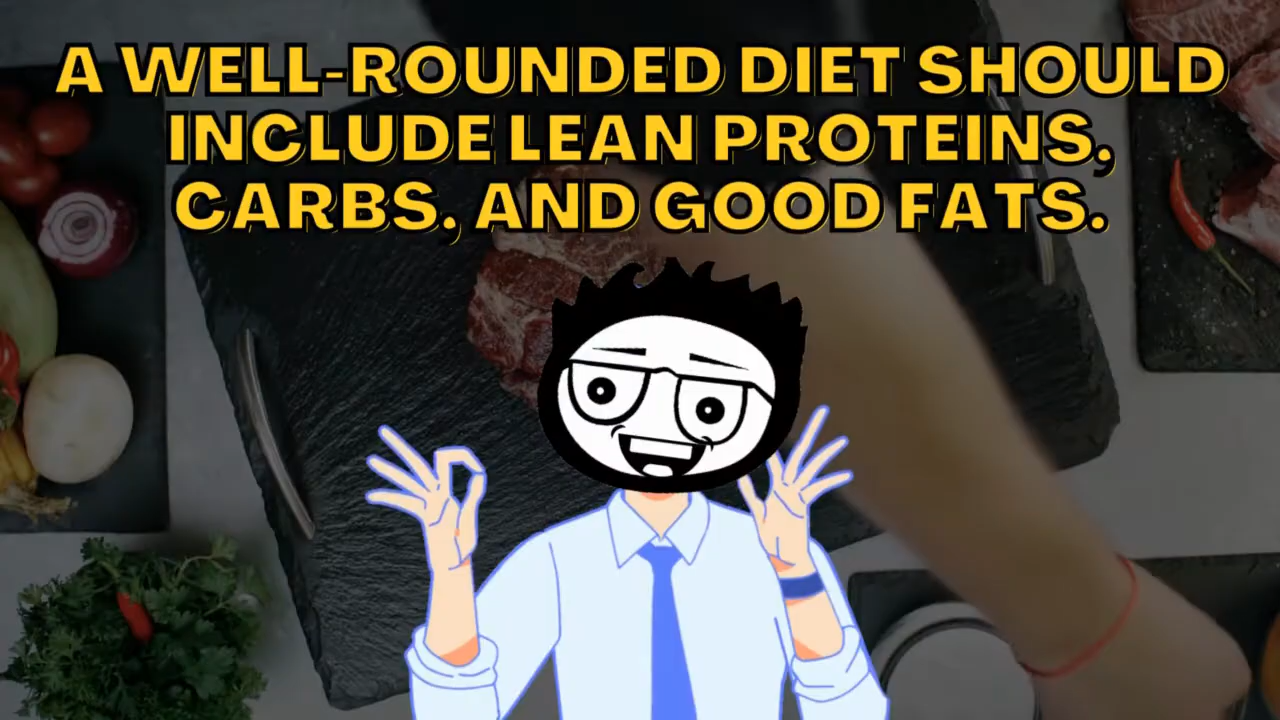 A WELL-ROUNDED DIET SHOULD
INCLUDE LEAN PROTEINS,
CARBS, AND GOOD FATS.